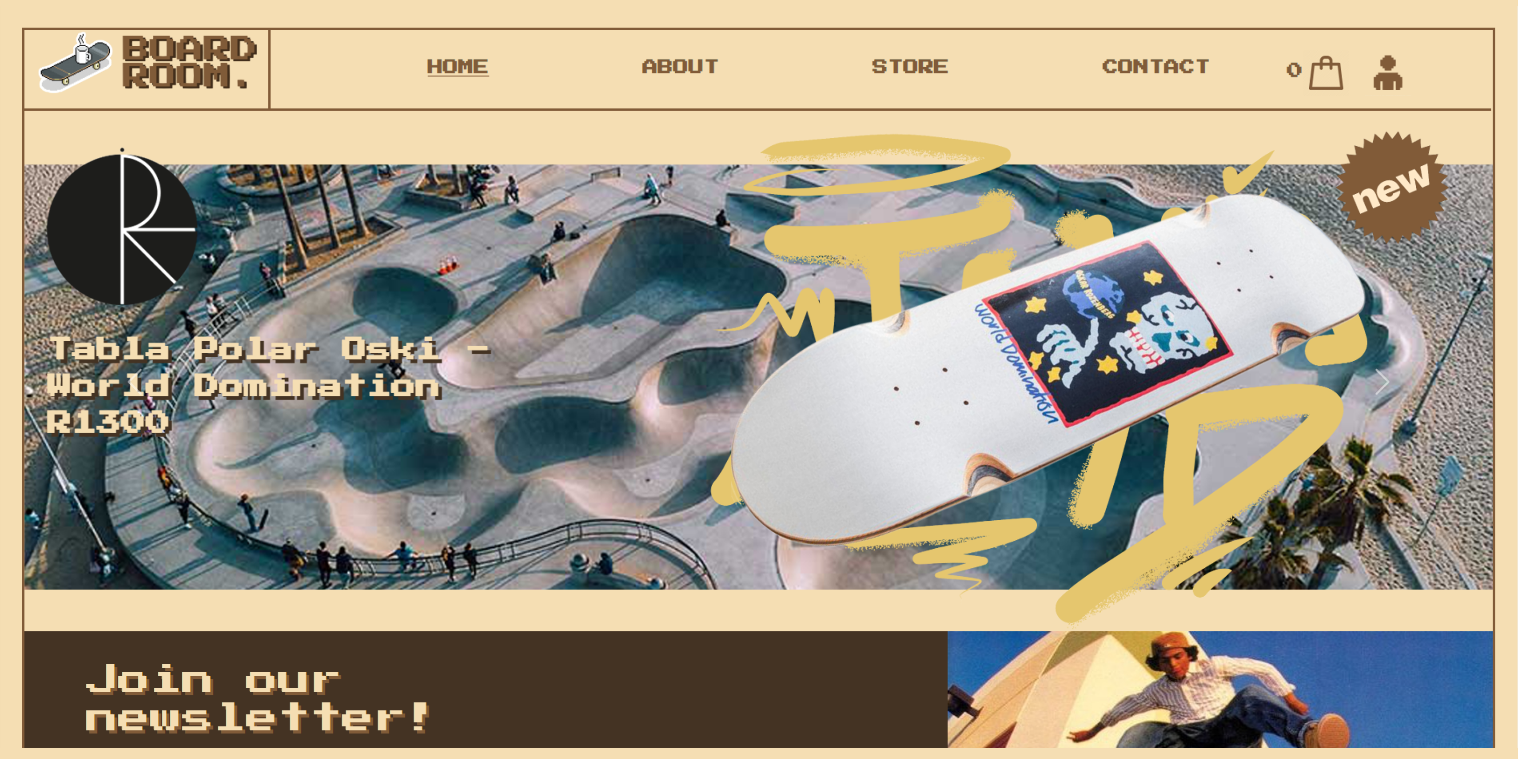 BOARD
ROOM.
HOME
ABOUT
STORE
CONTACT
0
new
R
Tabla Polar Oski -
World Domination
R1300
World Domination
Join our
newsletter!